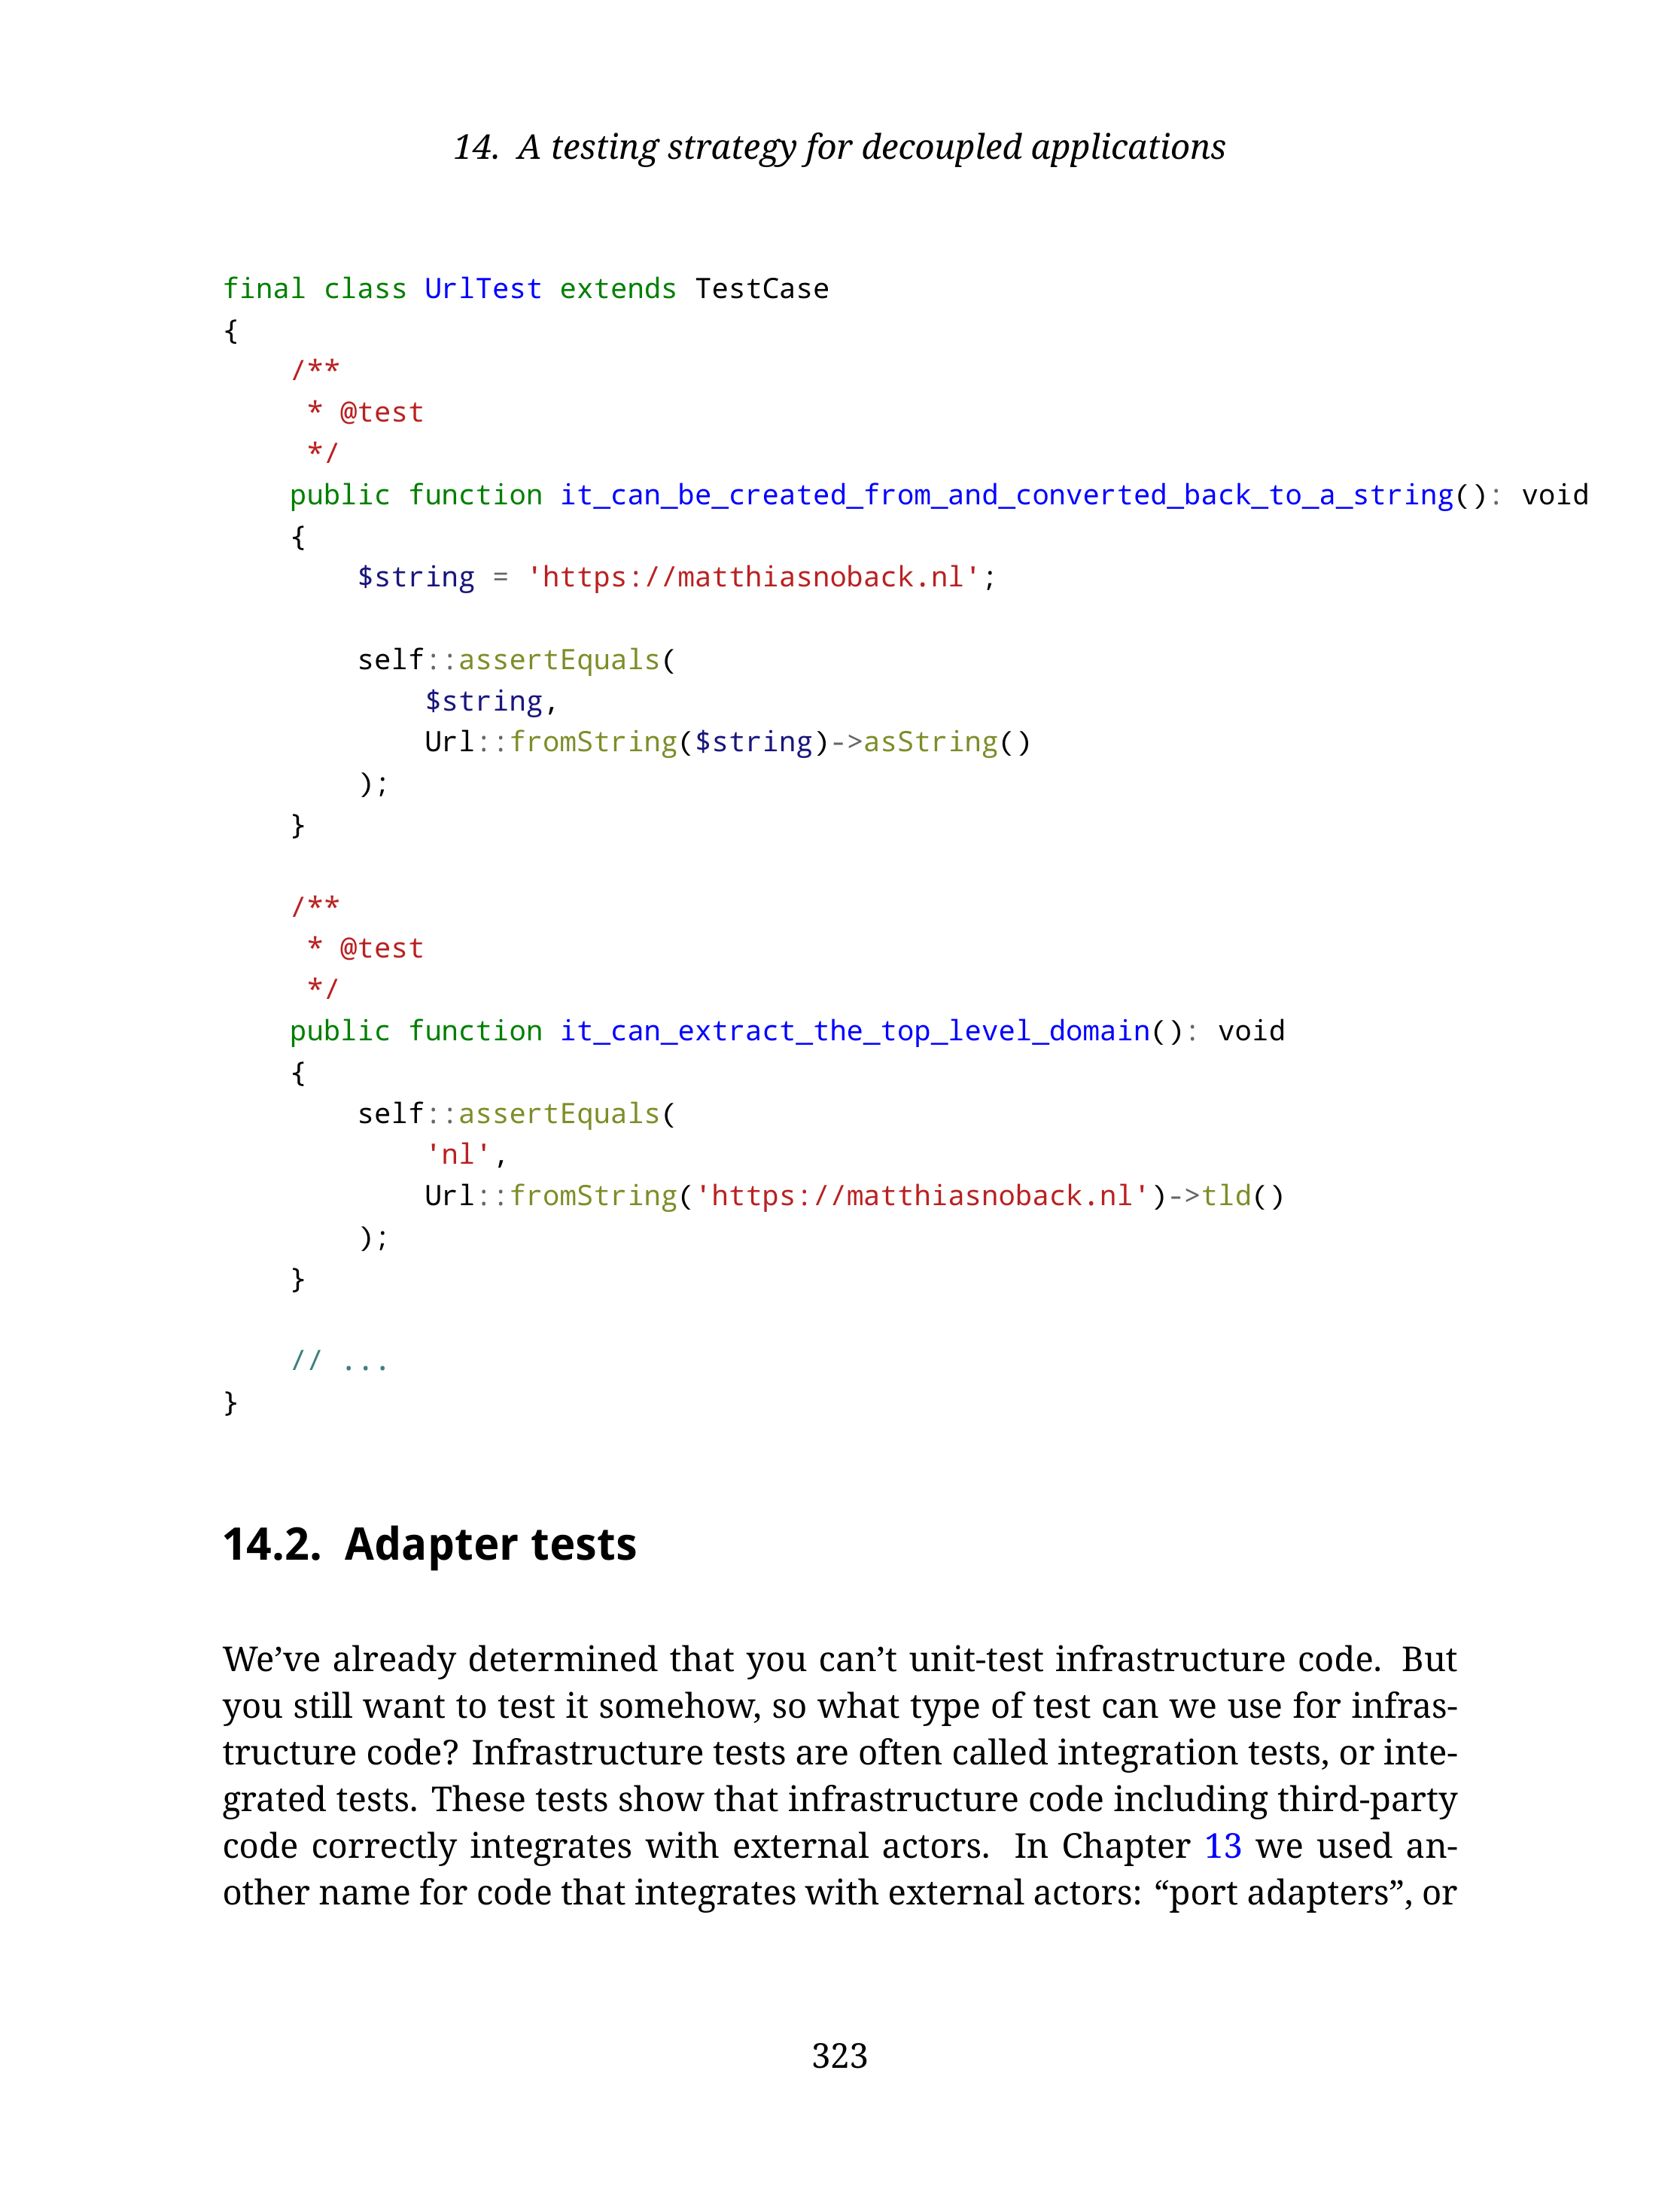 14. A testing strategy for decoupled applications
final class UrlTest extends TestCase
{
    /**
     * @test
     */
    public function it_can_be_created_from_and_converted_back_to_a_string(): void
    {
        $string = 'https://matthiasnoback.nl';

        self::assertEquals(
            $string,
            Url::fromString($string)->asString()
        );
    }

    /**
     * @test
     */
    public function it_can_extract_the_top_level_domain(): void
    {
        self::assertEquals(
            'nl',
            Url::fromString('https://matthiasnoback.nl')->tld()
        );
    }

    // ...
}
14.2. Adapter tests
We’ve already determined that you can’t unit-test infrastructure code. But
you still want to test it somehow, so what type of test can we use for infras-
tructure code? Infrastructure tests are often called integration tests, or inte-
grated tests. These tests show that infrastructure code including third-party
code correctly integrates with external actors. In Chapter 13 we used an-
other name for code that integrates with external actors: “port adapters”, or
323